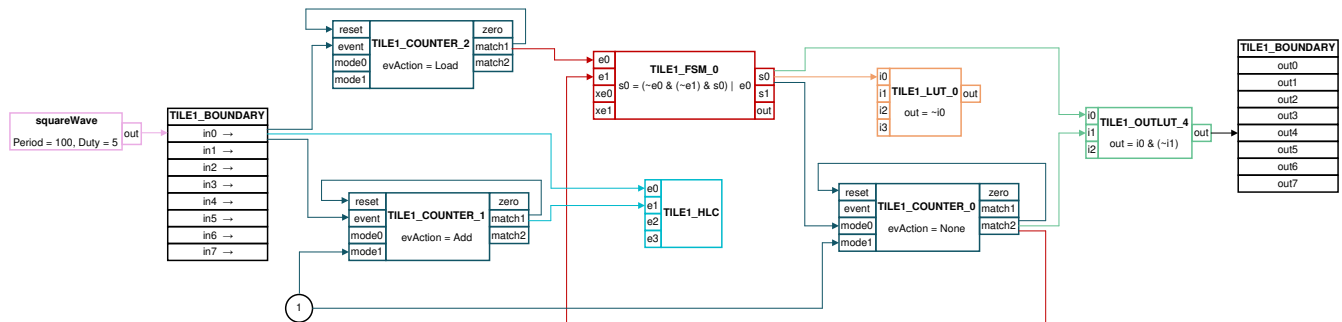 squareWave
Period = 100, Duty = 5
out
TILE1_BOUNDARY
in0 →
in1 →
in2 →
in3 →
in4 →
in5 →
in6 →
in7 →
reset
event
mode0
mode1
TILE1_COUNTER_2
evAction = Load
zero
match1
match2
reset
event
mode0
mode1
TILE1_COUNTER_1
evAction = Add
zero
match1
match2
1
e0
e1
xe0
xe1
TILE1_FSM_0
s0 = (~e0 & (~e1) & s0) | e0
s0
s1
out
e0
e1
e2
e3
TILE1_HLC
i0
i1
i2
i3
TILE1_LUT_0
out = ~i0
out
reset
event
mode0
mode1
TILE1_COUNTER_0
evAction = None
zero
match1
match2
i0
i1
i2
TILE1_OUTLUT_4
out = i0 & (~i1)
out
TILE1_BOUNDARY
out0
out1
out2
out3
out4
out5
out6
out7